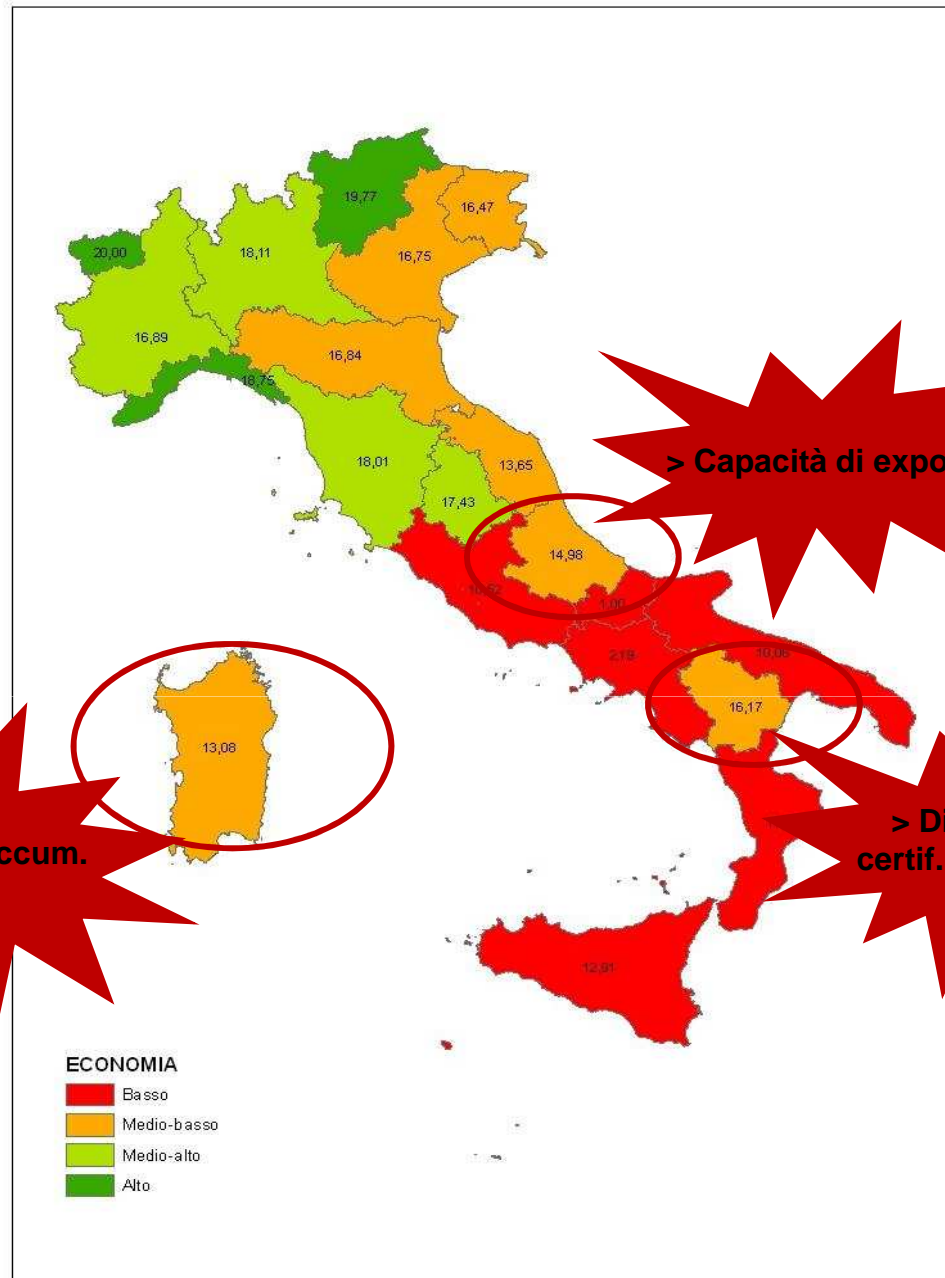 19,77
16,47
20,00
18,11
16,75
16,89
16,84
18,75
18,01
13,65
> Capacità di expo
17,43
14,98
1,00
2,19
10,06
16,17
13,08
> Di
certif.
ccum.
12,91
ECONOMIA
Basso
Medio-basso
Medio-alto
Alto